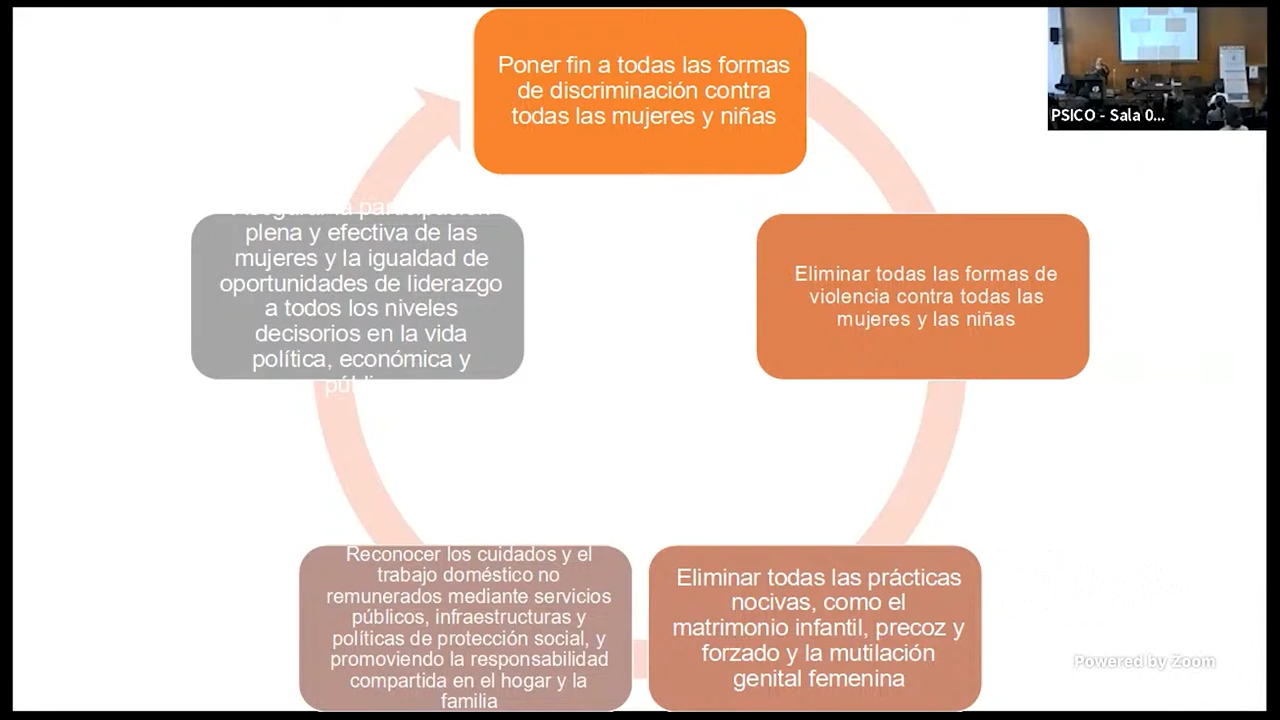 Poner fin a todas las formas
de discriminación contra
todas las mujeres y niñas
PSICO - Sala 0...
Eliminar todas las formas de
violencia contra todas las
mujeres y las niñas
Eliminar todas las prácticas
nocivas, como el
matrimonio infantil, precoz y
forzado y la mutilación
genital femenina
Reconocer los cuidados y el
trabajo doméstico no
remunerados mediante servicios
públicos, infraestructuras y
políticas de protección social, y
promoviendo la responsabilidad
compartida en el hogar y la
familia
Asegurar la participación
plena y efectiva de las
mujeres y la igualdad de
oportunidades de liderazgo
a todos los niveles
decisorios en la vida
política, económica y
Powered by Zoom